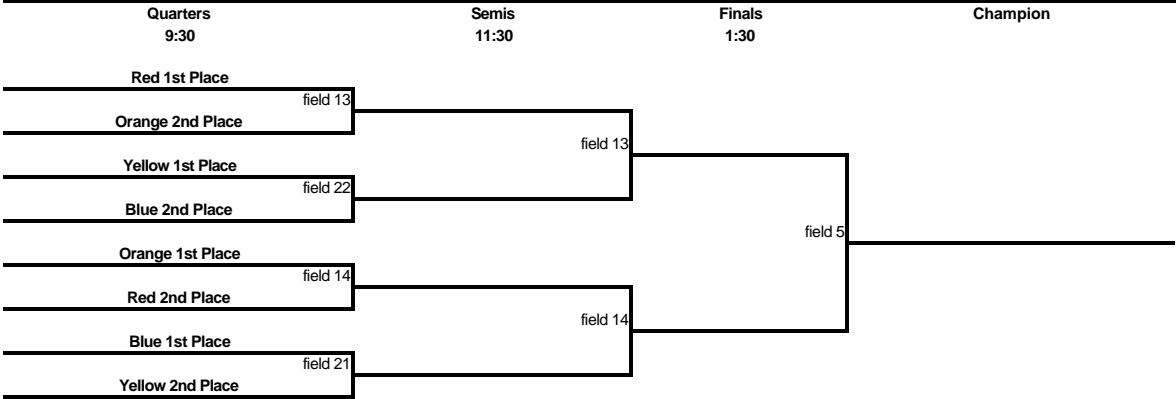 Quarters Semis Finals Champion
9:30 11:30 1:30
Red 1st Place
field 13
Orange 2nd Place
field 13
Yellow 1st Place
field 22
Blue 2nd Place
field 5
Orange 1st Place
field 14
Red 2nd Place
field 14
Blue 1st Place
field 21
Yellow 2nd Place